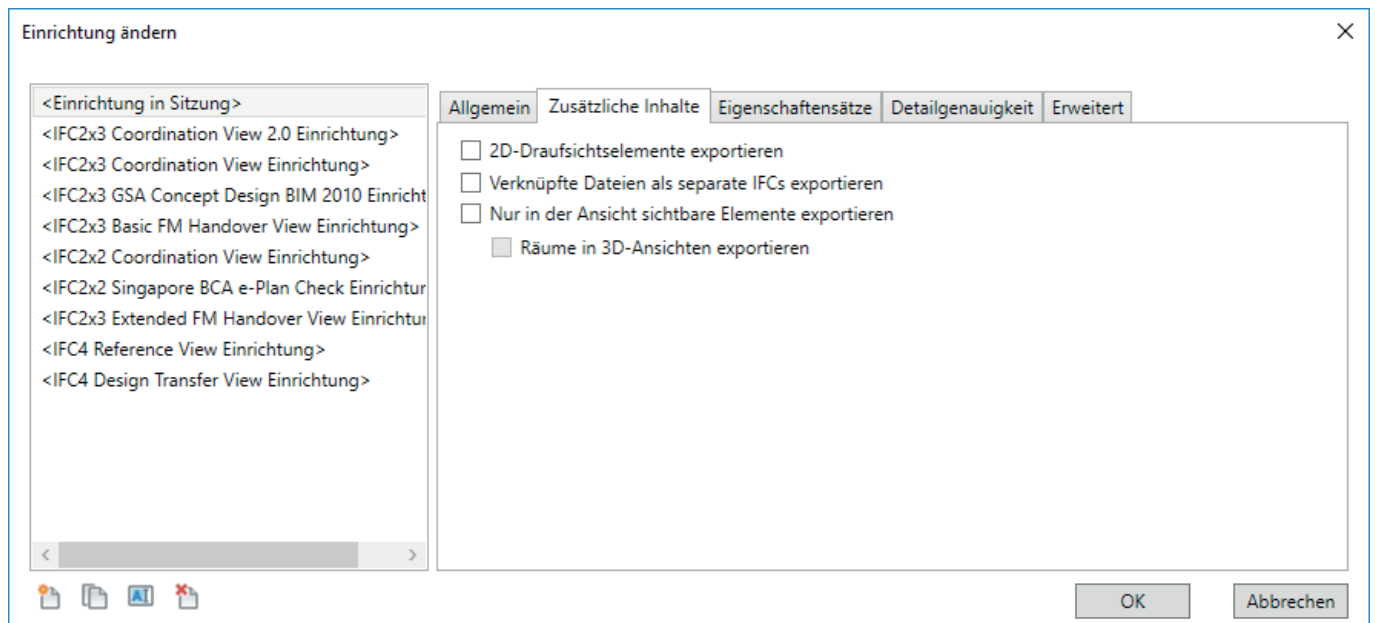 Einrichtung ändern
<Einrichtung in Sitzung>
<IFC2x3 Coordination View 2.0 Einrichtung>
<IFC2x3 Coordination View Einrichtung>
<IFC2x3 GSA Concept Design BIM 2010 Einricht
<IFC2x3 Basic FM Handover View Einrichtung>
<IFC2x2 Coordination View Einrichtung>
<IFC2x2 Singapore BCA e-Plan Check Einrichtur
<IFC2x3 Extended FM Handover View Einrichtu
<IFC4 Reference View Einrichtung>
<IFC4 Design Transfer View Einrichtung>
Allgemein Zusätzliche Inhalte Eigenschaftensätze Detailgenauigkeit Erweitert
2D-Draufsichtselemente exportieren
Verknüpfte Dateien als separate IFCs exportieren
Nur in der Ansicht sichtbare Elemente exportieren
Räume in 3D-Ansichten exportieren
AI
OK Abbrechen